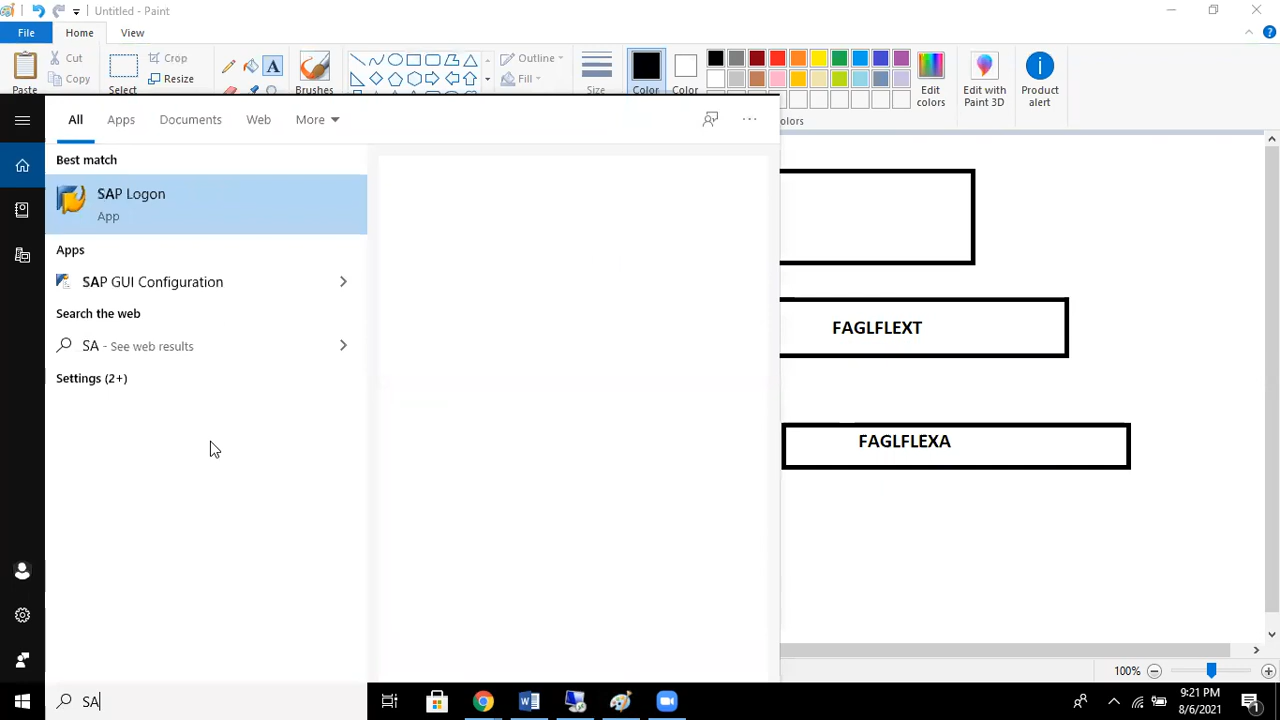 Untitled - Paint
File
Home
View
Paste
Cut
Copy
Select
Crop
Resize
Brushes
Outline
Fill
Size
Color
Color
Edit colors
Edit with Paint 3D
Product alert
olors
All
Apps
Documents
Web
More
Best match
SAP Logon
App
Apps
SAP GUI Configuration
Search the web
SA - See web results
Settings (2+)
FAGLFLEXT
FAGLFLEXA
100%
SA
9:21 PM
8/6/2021
1